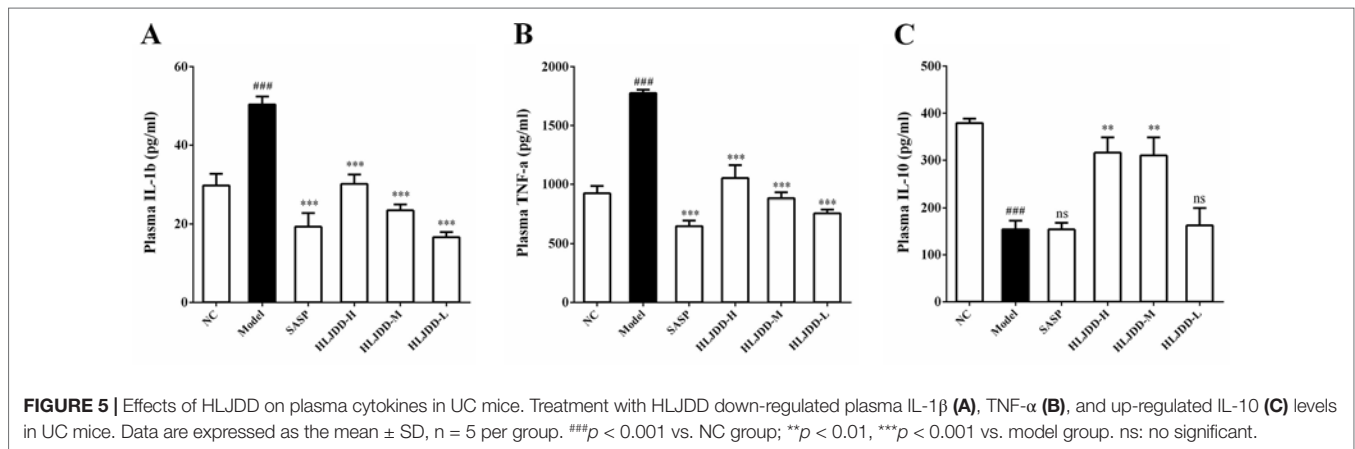 A
B
C
Plasma IL-1b (pg/ml)
60
40
20
0
###
***
***
***
***
NC
Model
SASP
HLJDD-H
HLJDD-M
HLJDD-L
Plasma TNF-a (pg/ml)
2000
1500
1000
500
0
###
***
***
***
***
NC
Model
SASP
HLJDD-H
HLJDD-M
HLJDD-L
Plasma IL-10 (pg/ml)
500
400
300
200
100
0
###
ns
**
**
ns
NC
Model
SASP
HLJDD-H
HLJDD-M
HLJDD-L
FIGURE 5 | Effects of HLJDD on plasma cytokines in UC mice. Treatment with HLJDD down-regulated plasma IL-1β (A), TNF-α (B), and up-regulated IL-10 (C) levels
in UC mice. Data are expressed as the mean ± SD, n = 5 per group. ###p < 0.001 vs. NC group; **p < 0.01, ***p < 0.001 vs. model group. ns: no significant.